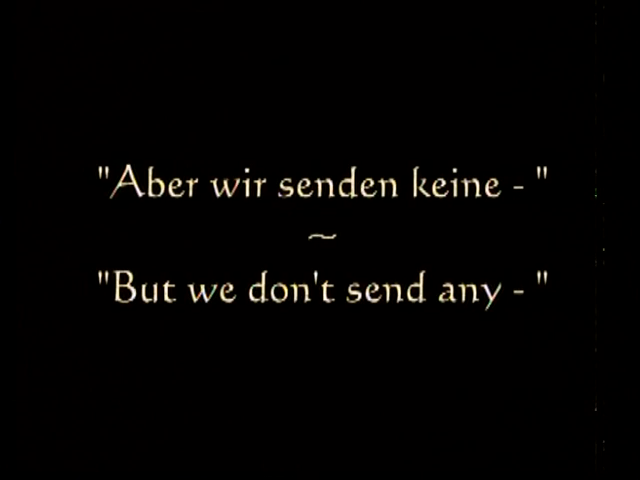 "Aber wir senden keine - "
~
"But we don't send any - "